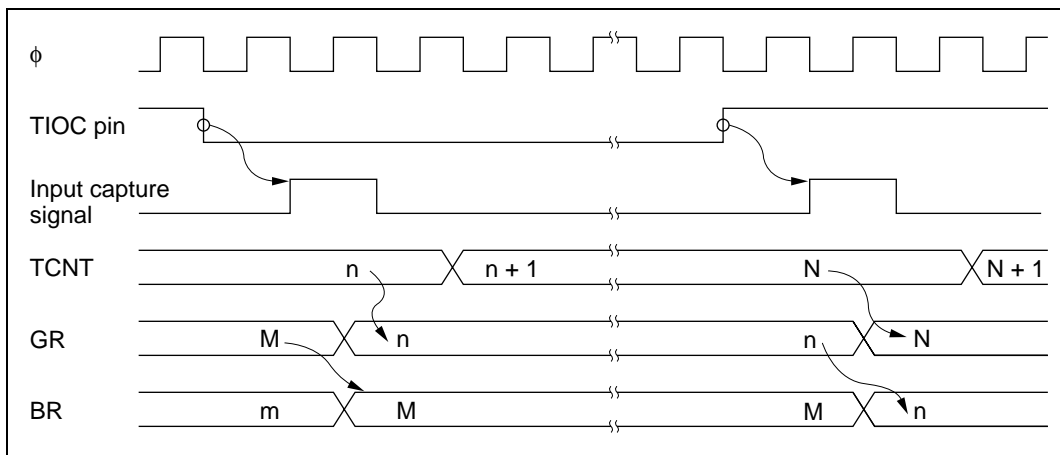 ϕ
TIOC pin
Input capture
signal
TCNT n n + 1 N N + 1
GR M n n N
BR m M M n